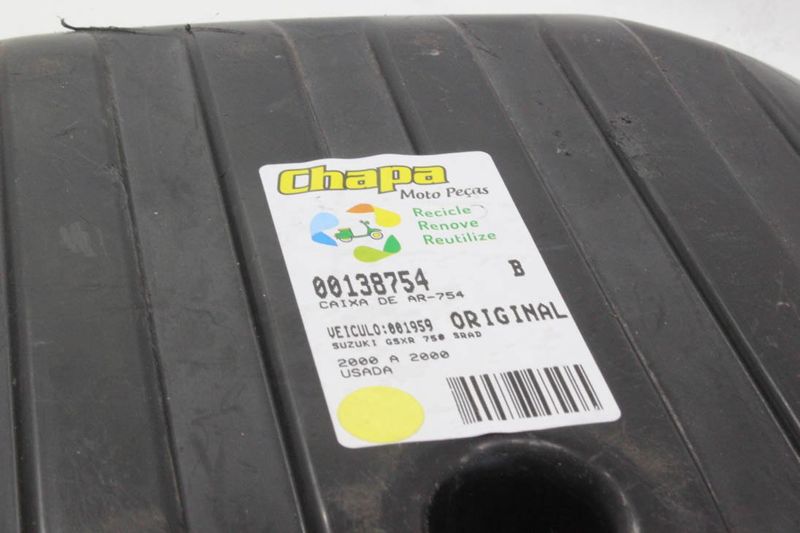 Chapa
Moto Peças
Recicle
Renove
Reutilize
00138754 B
CAIXA DE AR-754
VEICULO:001959 ORIGINAL
SUZUKI GSXR 750 SRAD
2000 A 2000
USADA